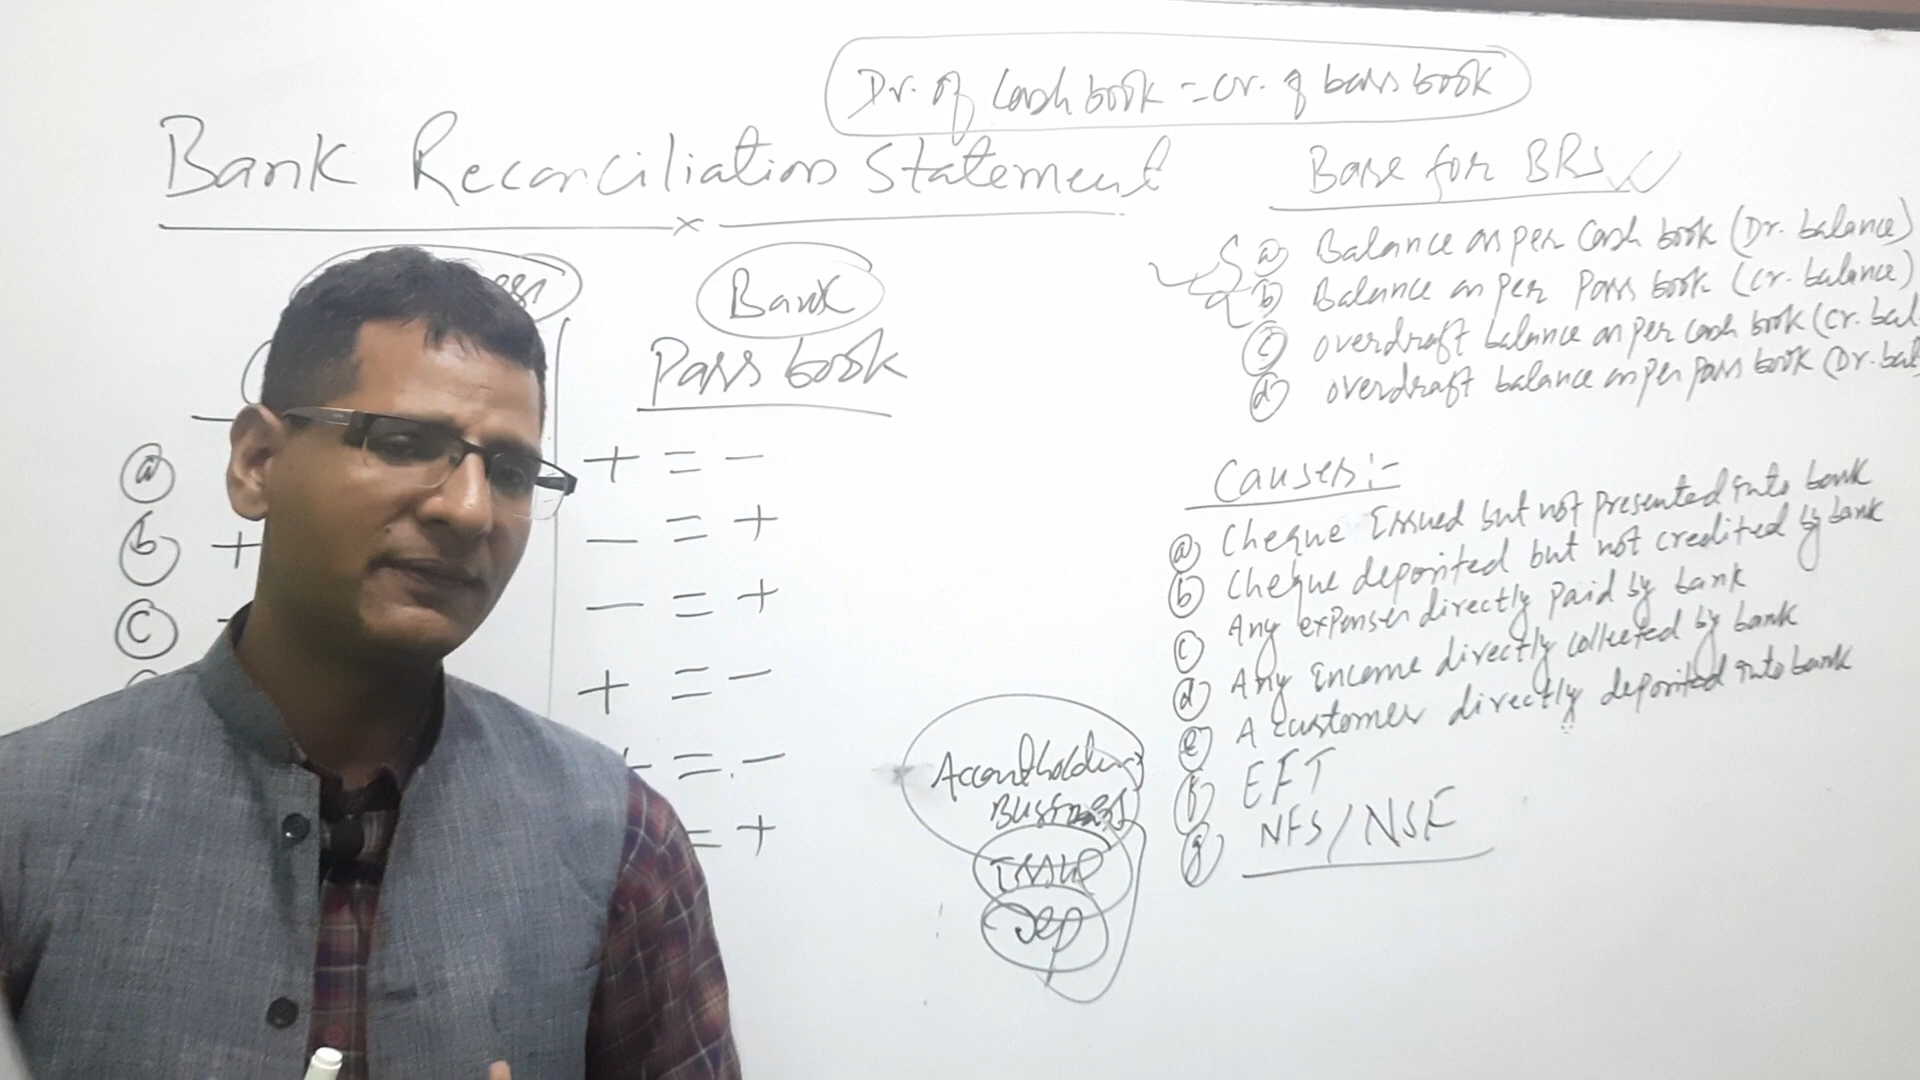 Dr. of Cash book = cr. of pass book
Bank Reconciliation Statement
Bank
Pass book
ⓐ
+ = -
ⓑ +
- = +
ⓒ
- = +
+ = -
= -
= +
Accountholder
Business
Issue
Dep
Base for BRS
ⓐ Balance as per Cash book (Dr. balance)
ⓑ Balance as per Pass book (cr. balance)
ⓒ overdraft balance as per cash book (cr. bal
ⓓ overdraft balance as per pass book (Dr. bal
Causes:-
ⓐ Cheque Issued but not presented into bank
ⓑ Cheque deposited but not credited by bank
ⓒ Any expenses directly paid by bank
ⓓ Any Income directly collected by bank
ⓔ A customer directly deposited into bank
ⓕ EFT
ⓖ NFS/NSF